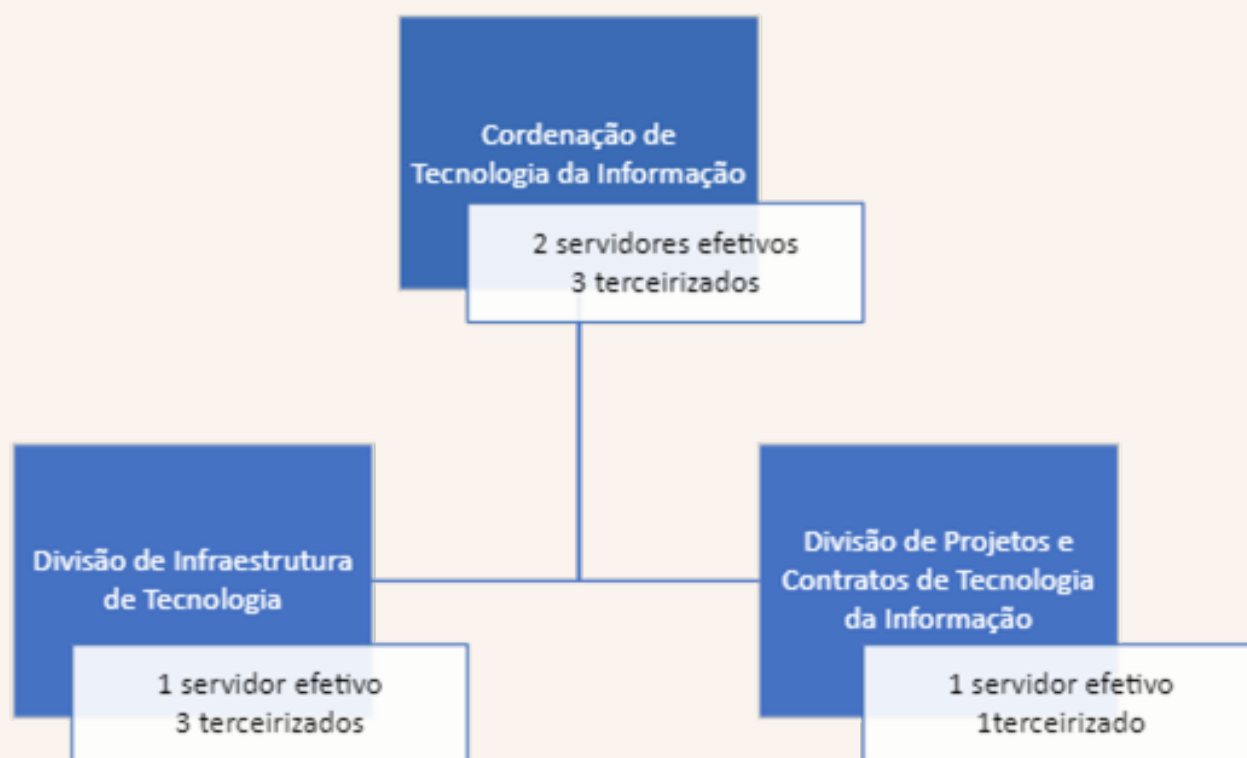 Cordenação de
Tecnologia da Informação
2 servidores efetivos
3 terceirizados
Divisão de Infraestrutura
de Tecnologia
1 servidor efetivo
3 terceirizados
Divisão de Projetos e
Contratos de Tecnologia
da Informação
1 servidor efetivo
1terceirizado